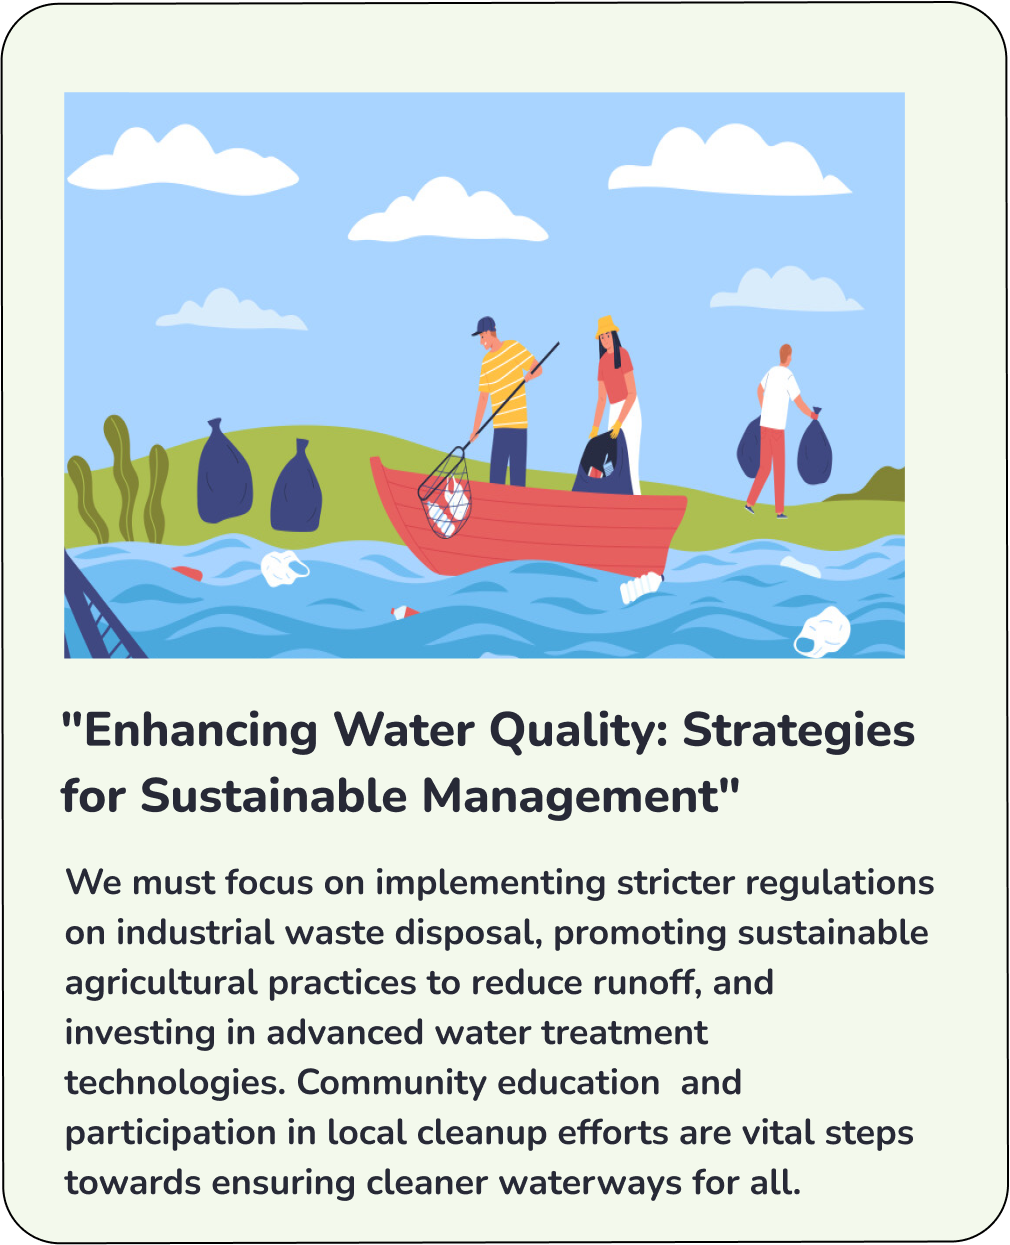 "Enhancing Water Quality: Strategies
for Sustainable Management"
We must focus on implementing stricter regulations
on industrial waste disposal, promoting sustainable
agricultural practices to reduce runoff, and
investing in advanced water treatment
technologies. Community education  and
participation in local cleanup efforts are vital steps
towards ensuring cleaner waterways for all.